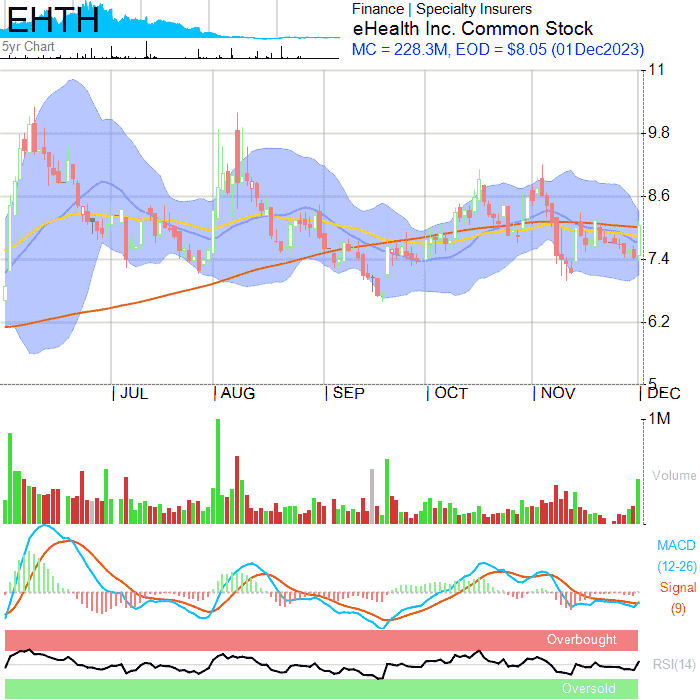 EHTH
5yr Chart
Finance | Specialty Insurers
eHealth Inc. Common Stock
MC = 228.3M, EOD = $8.05 (01Dec2023)
11
9.8
8.6
7.4
6.2
5
JUL AUG SEP OCT NOV DEC
1M
Volume
MACD
(12-26)
Signal
(9)
Overbought
RSI(14)
Oversold